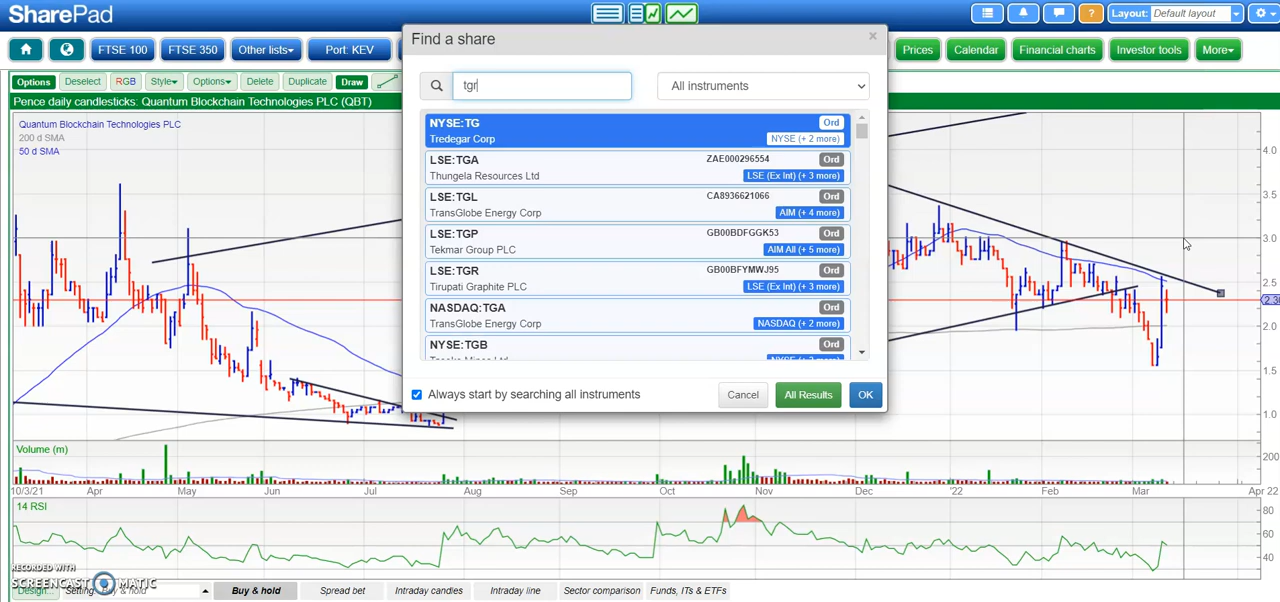 SharePad
Layout: Default layout
FTSE 100
FTSE 350
Other lists
Port: KEV
Prices
Calendar
Financial charts
Investor tools
More
Options
Deselect
RGB
Style
Options
Delete
Duplicate
Draw
Pence daily candlesticks: Quantum Blockchain Technologies PLC (QBT)
Quantum Blockchain Technologies PLC
200 d SMA
50 d SMA
Find a share
×
tgr
All instruments
NYSE:TG
Ord
Tredegar Corp
NYSE (+ 2 more)
LSE:TGA
ZAE000296554
Ord
Thungela Resources Ltd
LSE (Ex Int) (+ 3 more)
LSE:TGL
CA8936621066
Ord
TransGlobe Energy Corp
AIM (+ 4 more)
LSE:TGP
GB00BDFGGK53
Ord
Tekmar Group PLC
AIM All (+ 5 more)
LSE:TGR
GB00BFYMWJ95
Ord
Tirupati Graphite PLC
LSE (Ex Int) (+ 3 more)
NASDAQ:TGA
Ord
TransGlobe Energy Corp
NASDAQ (+ 2 more)
NYSE:TGB
Ord
Always start by searching all instruments
Cancel
All Results
OK
4.0
3.5
3.0
2.5
2.3
2.0
1.5
1.0
Volume (m)
200
0
10/3/21
Apr
May
Jun
Jul
Aug
Sep
Oct
Nov
Dec
'22
Feb
Mar
Apr 22
14 RSI
80
60
40
RECORDED WITH
SCREENCAST MATIC
Design...
Setting: Buy & hold
Buy & hold
Spread bet
Intraday candles
Intraday line
Sector comparison
Funds, ITs & ETFs